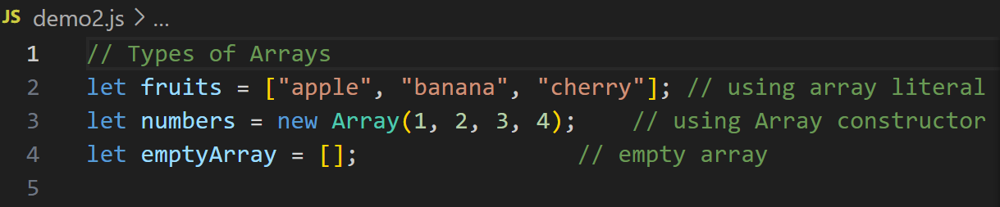 JS demo2.js > ...
1 // Types of Arrays
2 let fruits = ["apple", "banana", "cherry"]; // using array literal
3 let numbers = new Array(1, 2, 3, 4);    // using Array constructor
4 let emptyArray = [];                // empty array
5